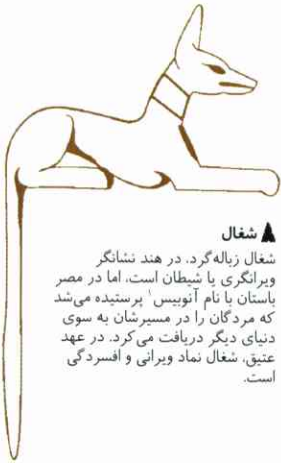 شغال
شغال زباله‌گرد، در هند نشانگر
ویرانگری یا شیطان است، اما در مصر
باستان با نام آنوبیس۱ پرستیده می‌شد
که مردگان را در مسیرشان به سوی
دنیای دیگر دریافت می‌کرد. در عهد
عتیق، شغال نماد ویرانی و افسردگی
است.